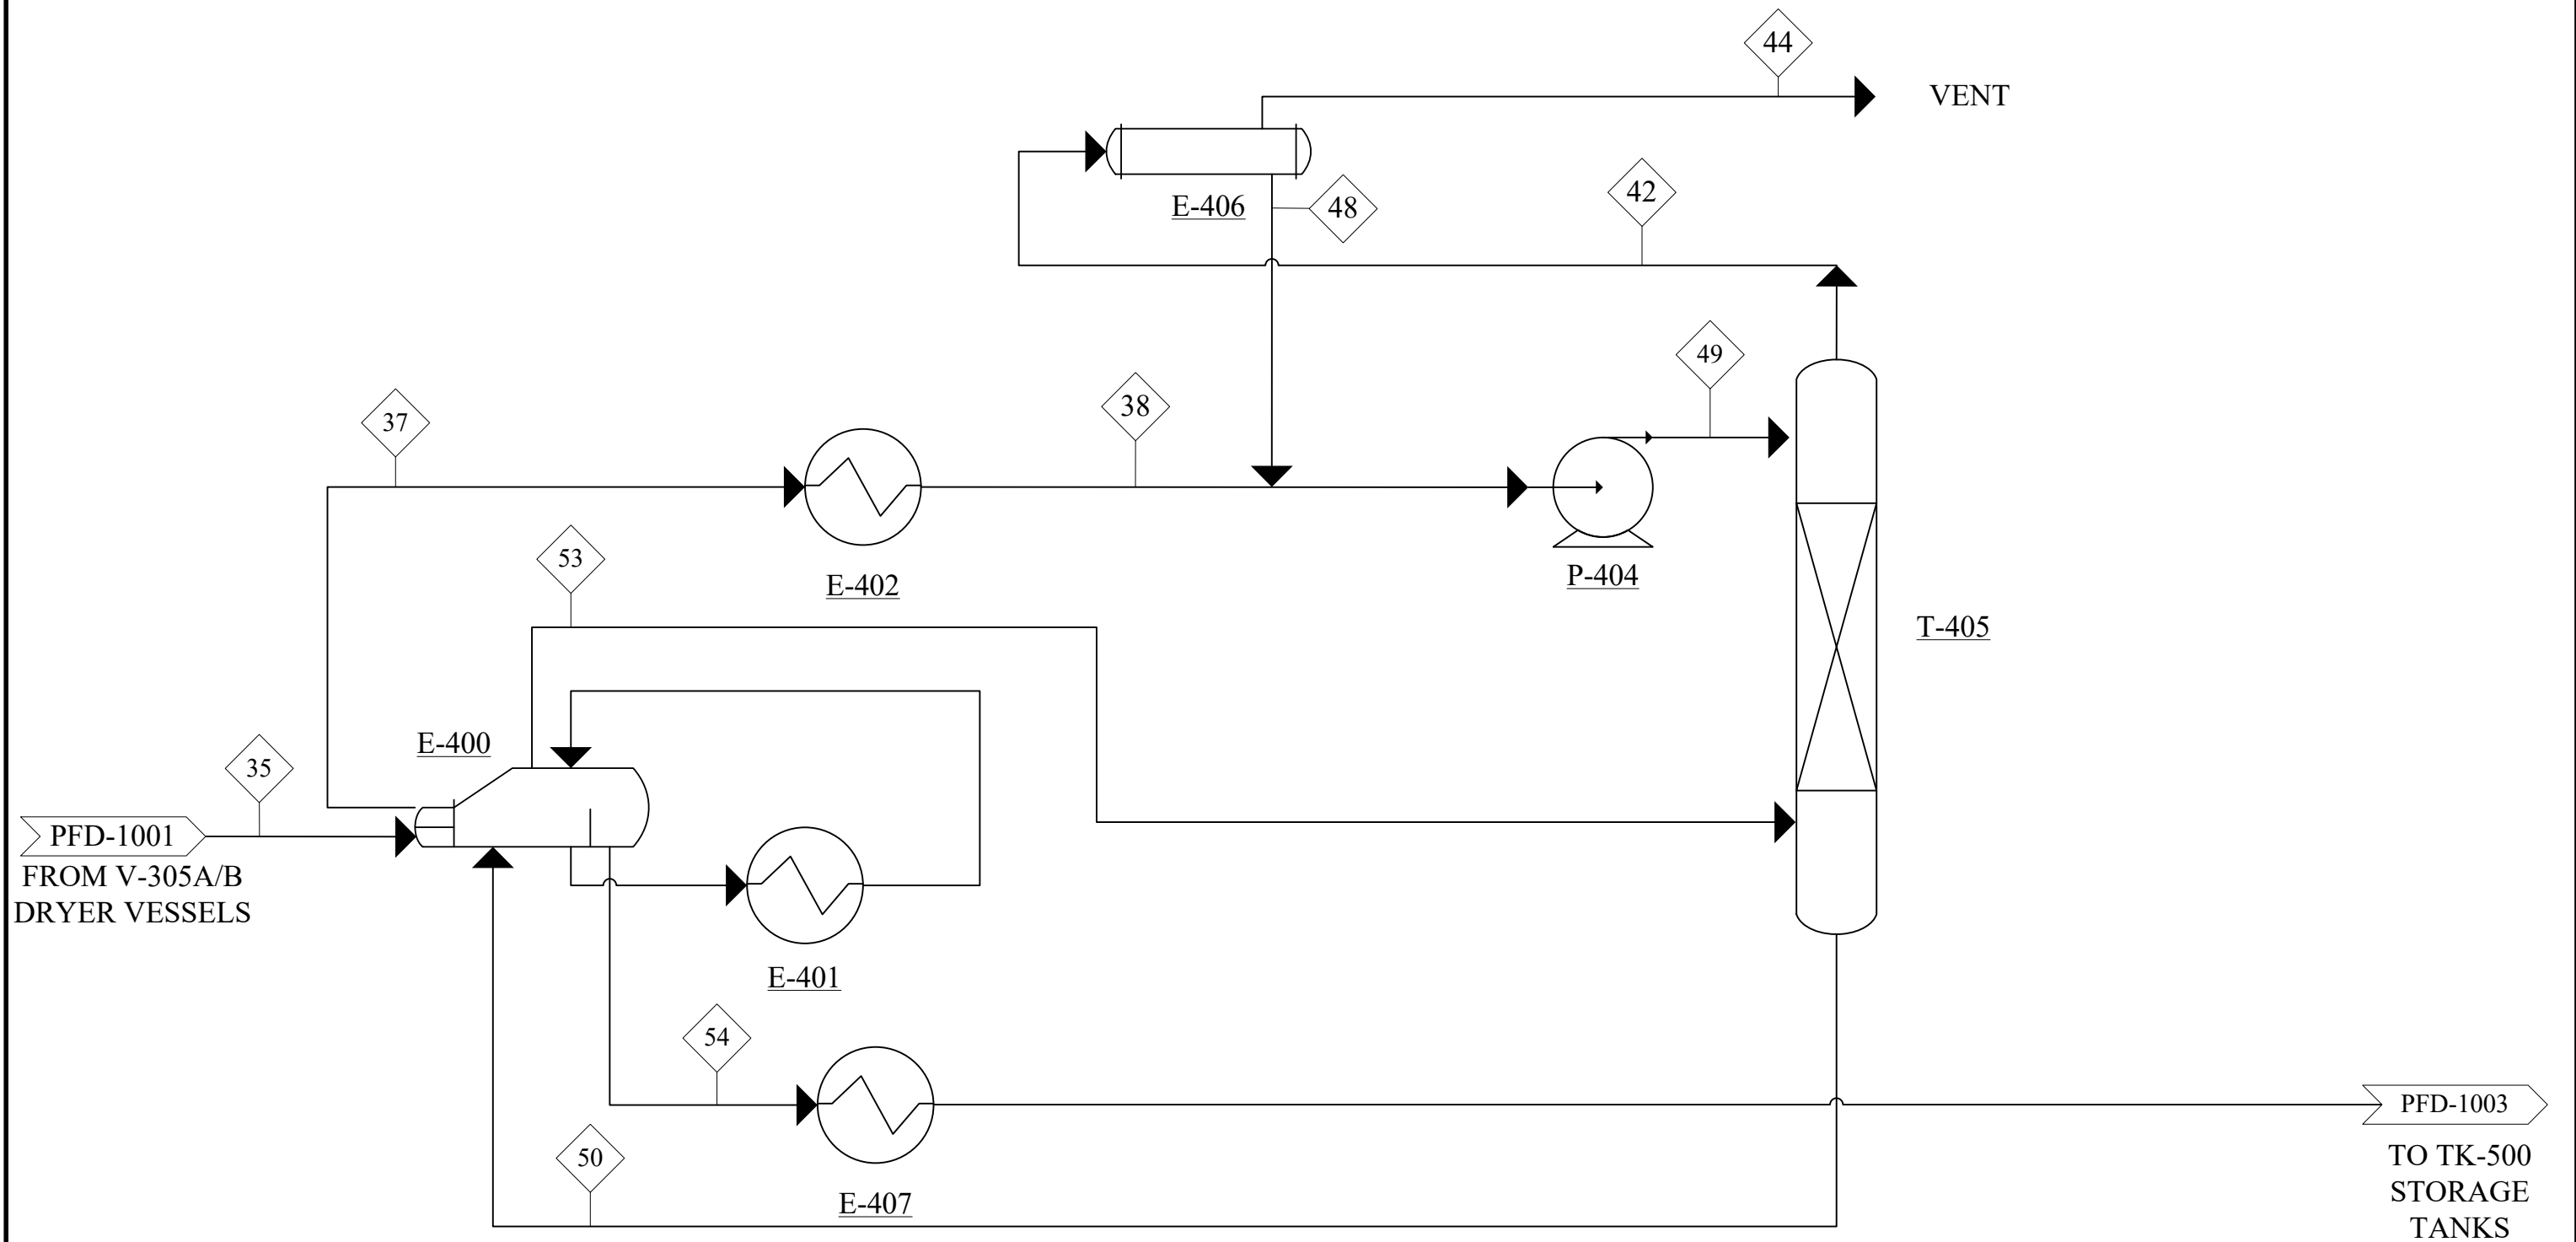 44
VENT
42
E-406
48
49
37
38
53
E-402
P-404
T-405
E-400
35
PFD-1001
FROM V-305A/B
DRYER VESSELS
E-401
54
PFD-1003
50
E-407
TO TK-500
STORAGE
TANKS